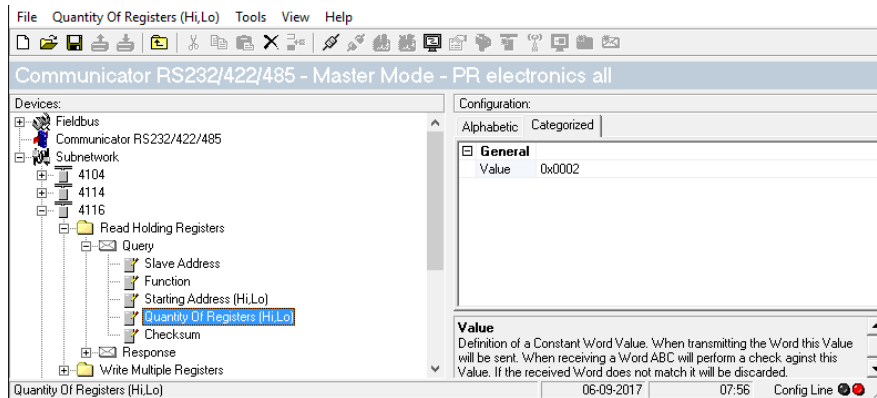 File Quantity Of Registers (Hi,Lo) Tools View Help
Communicator RS232/422/485 - Master Mode - PR electronics all
Devices:
Fieldbus
Communicator RS232/422/485
Subnetwork
4104
4114
4116
Read Holding Registers
Query
Slave Address
Function
Starting Address (Hi,Lo)
Quantity Of Registers (Hi,Lo)
Checksum
Response
Write Multiple Registers
Configuration:
Alphabetic Categorized
General
Value 0x0002
Value
Definition of a Constant Word Value. When transmitting the Word this Value
will be sent. When receiving a Word ABC will perform a check aginst this
Value. If the received Word does not match it will be discarded.
Quantity Of Registers (Hi,Lo) 06-09-2017 07:56 Config Line